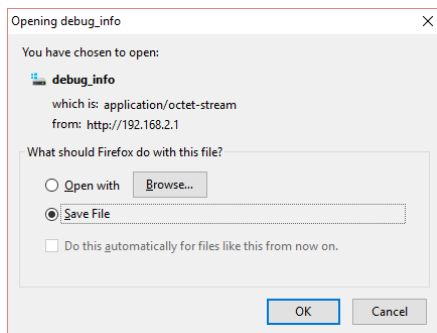 Opening debug_info
You have chosen to open:
debug_info
which is: application/octet-stream
from: http://192.168.2.1
What should Firefox do with this file?
Open with Browse...
Save File
Do this automatically for files like this from now on.
OK Cancel